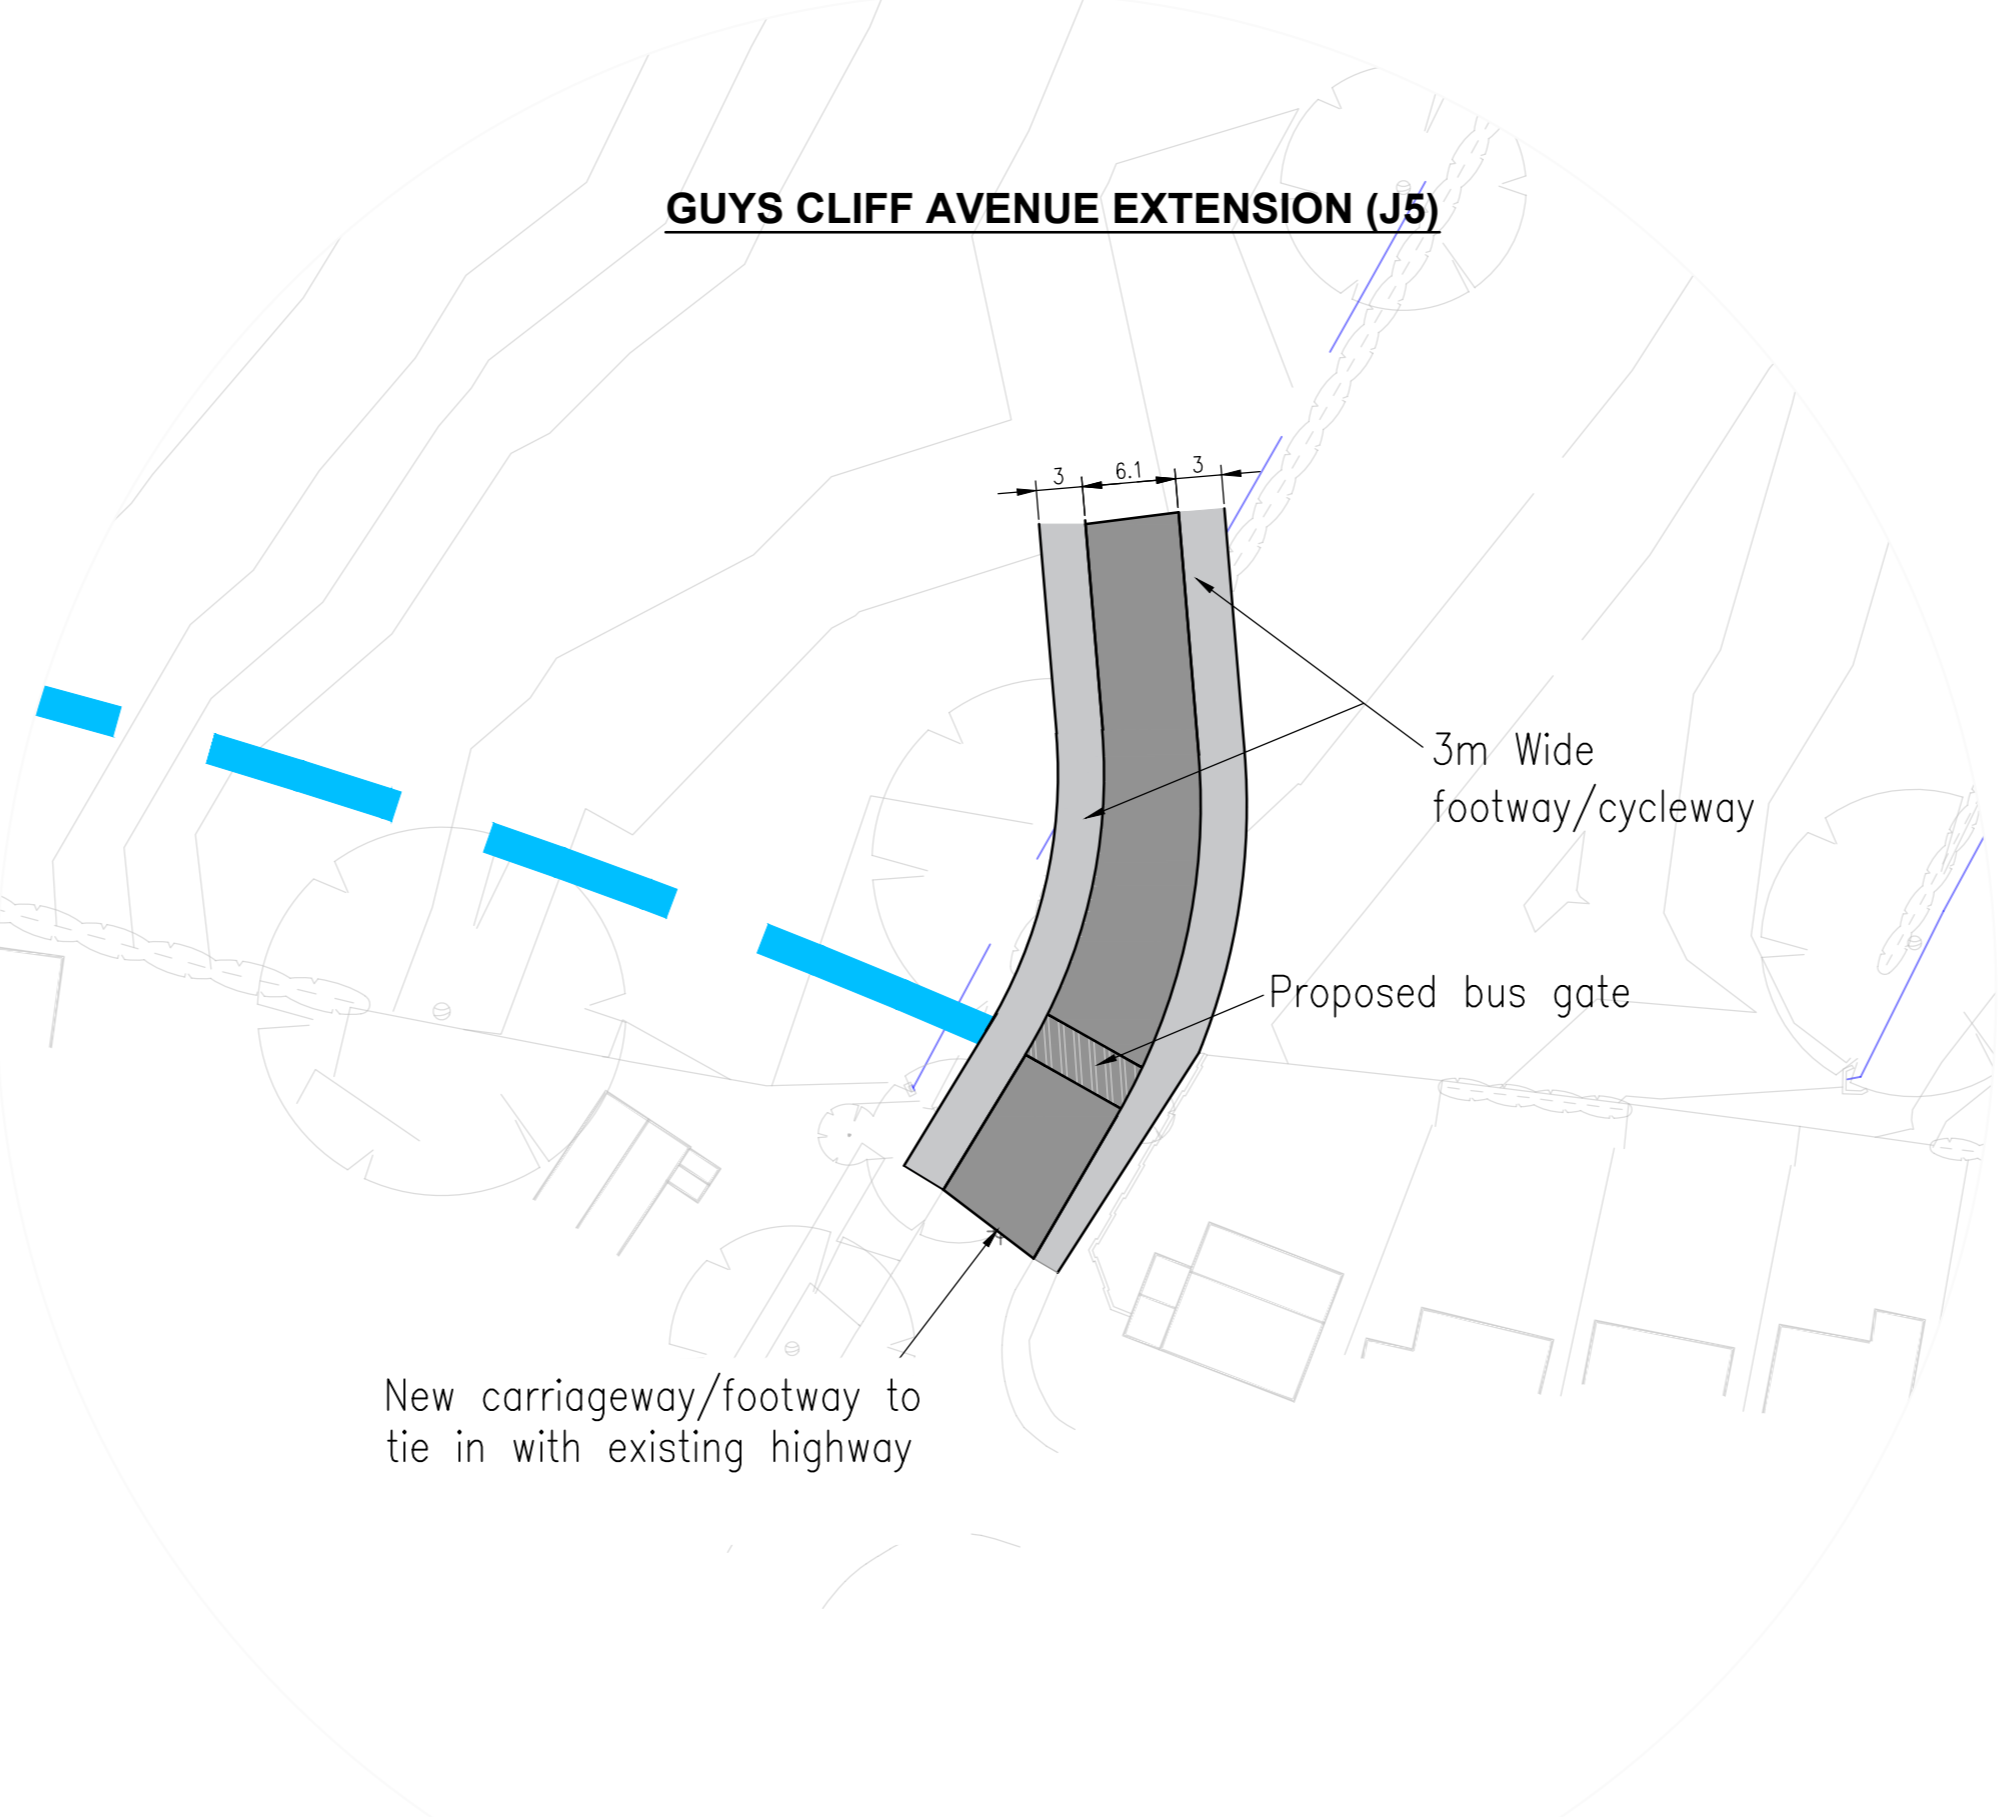 GUYS CLIFF AVENUE EXTENSION (J5)
3 6.1 3
3m Wide
footway/cycleway
Proposed bus gate
New carriageway/footway to
tie in with existing highway